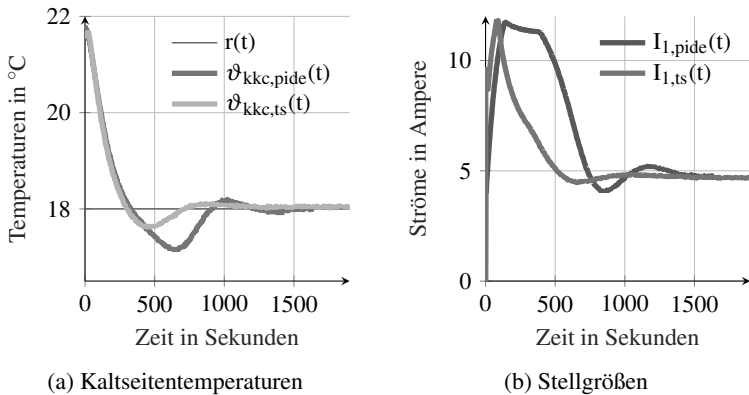 22
20
18
Temperaturen in °C
r(t)
ϑkkc,pide(t)
ϑkkc,ts(t)
0
500
1000
1500
Zeit in Sekunden
(a) Kaltseitentemperaturen
10
5
0
Ströme in Ampere
I1,pide(t)
I1,ts(t)
0
500
1000
1500
Zeit in Sekunden
(b) Stellgrößen